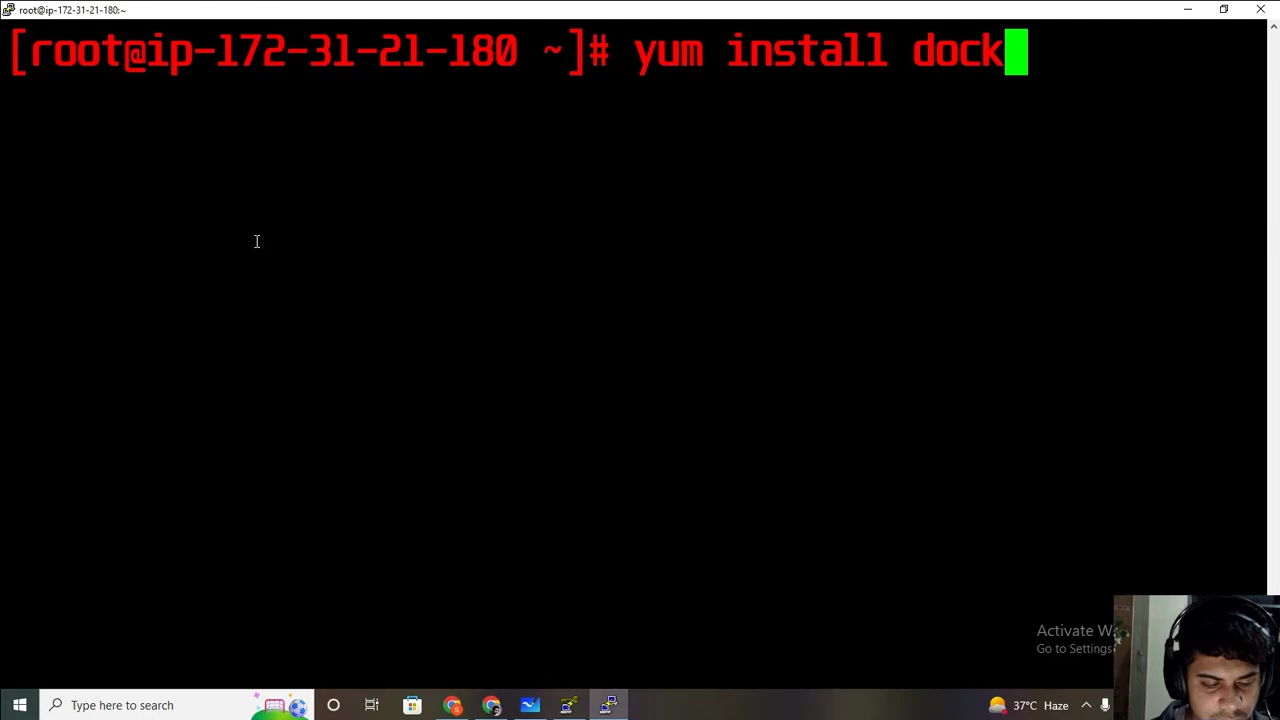 root@ip-172-31-21-180:~
[root@ip-172-31-21-180 ~]# yum install dock
Activate W
Go to Settings
Type here to search
37°C Haze